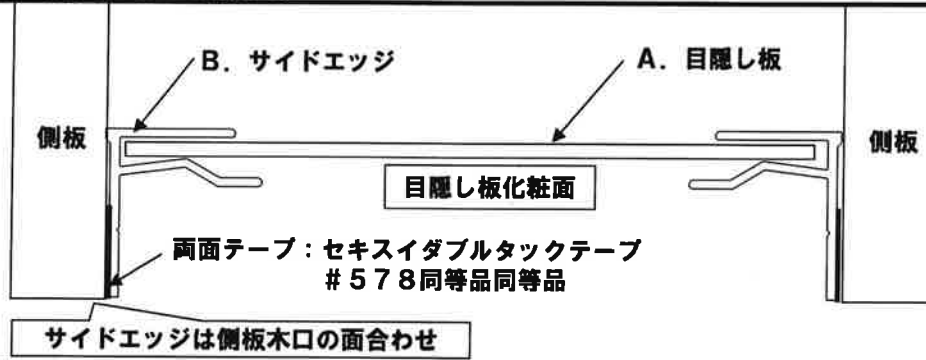 B．サイドエッジ
A．目隠し板
側板
側板
目隠し板化粧面
両面テープ：セキスイダブルタックテープ
＃５７８同等品同等品
サイドエッジは側板木口の面合わせ